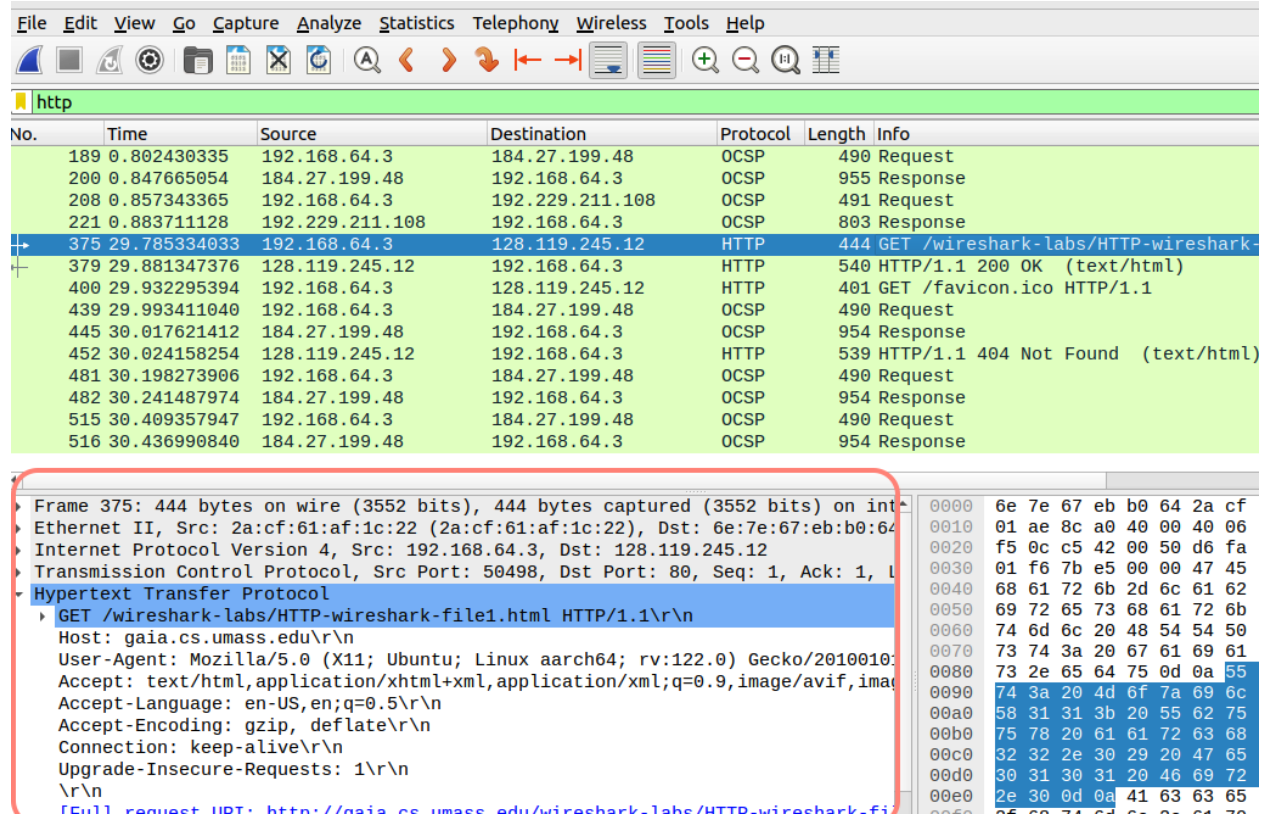 File Edit View Go Capture Analyze Statistics Telephony Wireless Tools Help
http
No. Time Source Destination Protocol Length Info
189 0.802430335 192.168.64.3 184.27.199.48 OCSP 490 Request
200 0.847665054 184.27.199.48 192.168.64.3 OCSP 955 Response
208 0.857343365 192.168.64.3 192.229.211.108 OCSP 491 Request
221 0.883711128 192.229.211.108 192.168.64.3 OCSP 803 Response
375 29.785334033 192.168.64.3 128.119.245.12 HTTP 444 GET /wireshark-labs/HTTP-wireshark-
379 29.881347376 128.119.245.12 192.168.64.3 HTTP 540 HTTP/1.1 200 OK (text/html)
400 29.932295394 192.168.64.3 128.119.245.12 HTTP 401 GET /favicon.ico HTTP/1.1
439 29.993411040 192.168.64.3 184.27.199.48 OCSP 490 Request
445 30.017621412 184.27.199.48 192.168.64.3 OCSP 954 Response
452 30.024158254 128.119.245.12 192.168.64.3 HTTP 539 HTTP/1.1 404 Not Found (text/html)
481 30.198273906 192.168.64.3 184.27.199.48 OCSP 490 Request
482 30.241487974 184.27.199.48 192.168.64.3 OCSP 954 Response
515 30.409357947 192.168.64.3 184.27.199.48 OCSP 490 Request
516 30.436990840 184.27.199.48 192.168.64.3 OCSP 954 Response
Frame 375: 444 bytes on wire (3552 bits), 444 bytes captured (3552 bits) on int
Ethernet II, Src: 2a:cf:61:af:1c:22 (2a:cf:61:af:1c:22), Dst: 6e:7e:67:eb:b0:64
Internet Protocol Version 4, Src: 192.168.64.3, Dst: 128.119.245.12
Transmission Control Protocol, Src Port: 50498, Dst Port: 80, Seq: 1, Ack: 1, L
Hypertext Transfer Protocol
GET /wireshark-labs/HTTP-wireshark-file1.html HTTP/1.1\r\n
Host: gaia.cs.umass.edu\r\n
User-Agent: Mozilla/5.0 (X11; Ubuntu; Linux aarch64; rv:122.0) Gecko/20100101
Accept: text/html,application/xhtml+xml,application/xml;q=0.9,image/avif,imag
Accept-Language: en-US,en;q=0.5\r\n
Accept-Encoding: gzip, deflate\r\n
Connection: keep-alive\r\n
Upgrade-Insecure-Requests: 1\r\n
\r\n
[Full request URI: http://gaia.cs.umass.edu/wireshark-labs/HTTP-wireshark-fi
0000 6e 7e 67 eb b0 64 2a cf
0010 01 ae 8c a0 40 00 40 06
0020 f5 0c c5 42 00 50 d6 fa
0030 01 f6 7b e5 00 00 47 45
0040 68 61 72 6b 2d 6c 61 62
0050 69 72 65 73 68 61 72 6b
0060 74 6d 6c 20 48 54 54 50
0070 73 74 3a 20 67 61 69 61
0080 73 2e 65 64 75 0d 0a 55
0090 74 3a 20 4d 6f 7a 69 6c
00a0 58 31 31 3b 20 55 62 75
00b0 75 78 20 61 61 72 63 68
00c0 32 32 2e 30 29 20 47 65
00d0 30 31 30 31 20 46 69 72
00e0 2e 30 0d 0a 41 63 63 65